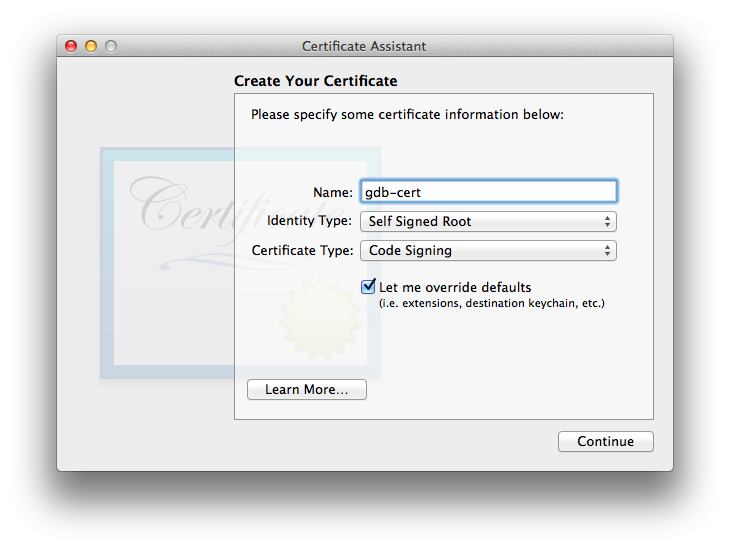 Certificate Assistant
Create Your Certificate
Please specify some certificate information below:
Certificate
Name: gdb-cert
Identity Type: Self Signed Root
Certificate Type: Code Signing
Let me override defaults
(i.e. extensions, destination keychain, etc.)
Learn More...
Continue